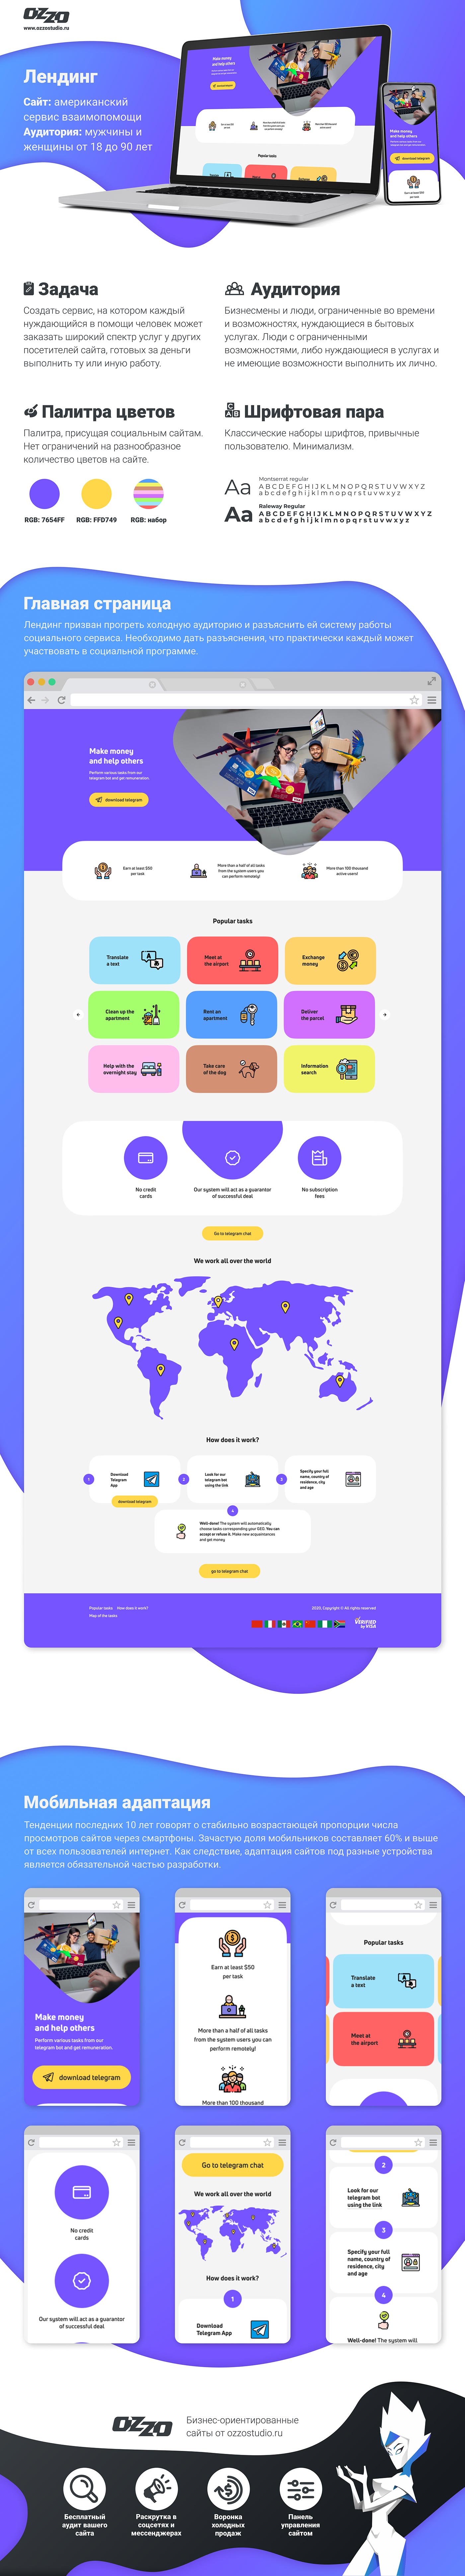 OZZO
www.ozzostudio.ru
Лендинг
Сайт: американский
сервис взаимопомощи
Аудитория: мужчины и
женщины от 18 до 90 лет
Make money
and help others
Popular tasks
Make money
and help others
download telegram
Earn at least $50
per task
Задача
Создать сервис, на котором каждый
нуждающийся в помощи человек может
заказать широкий спектр услуг у других
посетителей сайта, готовых за деньги
выполнить ту или иную работу.
Аудитория
Бизнесмены и люди, ограниченные во времени
и возможностях, нуждающиеся в бытовых
услугах. Люди с ограниченными
возможностями, либо нуждающиеся в услугах и
не имеющие возможности выполнить их лично.
Палитра цветов
Палитра, присущая социальным сайтам.
Нет ограничений на разнообразное
количество цветов на сайте.
RGB: 7654FF RGB: FFD749 RGB: набор
Шрифтовая пара
Классические наборы шрифтов, привычные
пользователю. Минимализм.
Aa
Montserrat regular
ABCDEFGHIJKLMNOPQRSTUVWXYZ
abcdefghijklmnopqrstuvwxyz
Aa
Raleway Regular
ABCDEFGHIJKLMNOPQRSTUVWXYZ
abcdefghijklmnopqrstuvwxyz
Главная страница
Лендинг призван прогреть холодную аудиторию и разъяснить ей систему работы
социального сервиса. Необходимо дать разъяснения, что практически каждый может
участвовать в социальной программе.
Make money
and help others
Perform various tasks from our
telegram bot and get remuneration.
download telegram
Earn at least $50
per task
More than a half of all tasks
from the system users you
can perform remotely!
More than 100 thousand
active users!
Popular tasks
Translate
a text
Meet at
the airport
Exchange
money
Clean up the
apartment
Rent an
apartment
Deliver
the parcel
Help with the
overnight stay
Take care
of the dog
Information
search
No credit
cards
Our system will act as a guarantor
of successful deal
No subscription
fees
Go to telegram chat
We work all over the world
How does it work?
1
Download
Telegram
App
download telegram
2
Look for our
telegram bot
using the link
3
Specify your full
name, country of
residence, city
and age
4
Well-done! The system will automatically
choose tasks corresponding your GEO. You can
accept or refuse it. Make new acquaintances
and get money
go to telegram chat
Popular tasks How does it work?
Map of the tasks
2020, Copyright © All rights reserved
VERIFIED
by VISA
Мобильная адаптация
Тенденции последних 10 лет говорят о стабильно возрастающей пропорции числа
просмотров сайтов через смартфоны. Зачастую доля мобильников составляет 60% и выше
от всех пользователей интернет. Как следствие, адаптация сайтов под разные устройства
является обязательной частью разработки.
Make money
and help others
Perform various tasks from our
telegram bot and get remuneration.
download telegram
Earn at least $50
per task
More than a half of all tasks
from the system users you can
perform remotely!
More than 100 thousand
Popular tasks
Translate
a text
Meet at
the airport
No credit
cards
Our system will act as a guarantor
of successful deal
Go to telegram chat
We work all over the world
How does it work?
1
Download
Telegram App
2
Look for our
telegram bot
using the link
3
Specify your full
name, country of
residence, city
and age
4
Well-done! The system will
OZZO
Бизнес-ориентированные
сайты от ozzostudio.ru
Бесплатный
аудит вашего
сайта
Раскрутка в
соцсетях и
мессенджерах
Воронка
холодных
продаж
Панель
управления
сайтом